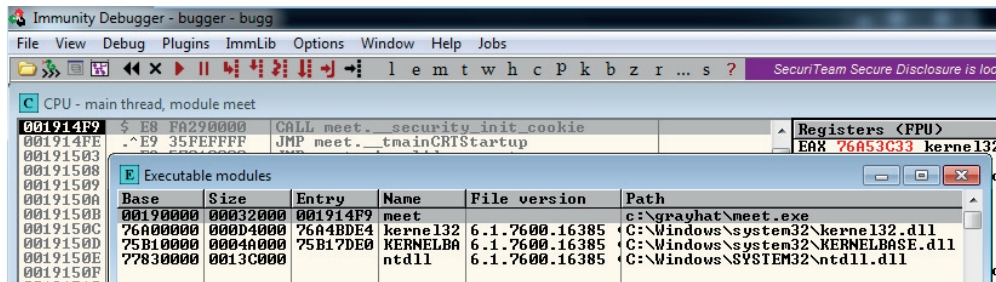 Immunity Debugger - bugger - bugg
File View Debug Plugins ImmLib Options Window Help Jobs
l e m t w h c P k b z r ... s ? SecuriTeam Secure Disclosure is loo
C CPU - main thread, module meet
001914F9 $ E8 FA290000 CALL meet.__security_init_cookie
Registers (FPU)
001914FE .^E9 35FEFFFF JMP meet.__tmainCRTStartup
EAX 76A53C33 kernel32
00191503
00191508
00191509
0019150A
0019150B
0019150C
0019150D
0019150E
0019150F
E Executable modules
Base Size Entry Name File version Path
00190000 00032000 001914F9 meet c:\grayhat\meet.exe
76A00000 000D4000 76A4BDE4 kernel32 6.1.7600.16385 C:\Windows\system32\kernel32.dll
75B10000 0004A000 75B17DE0 KERNELBA 6.1.7600.16385 C:\Windows\system32\KERNELBASE.dll
77830000 0013C000 ntdll 6.1.7600.16385 C:\Windows\SYSTEM32\ntdll.dll